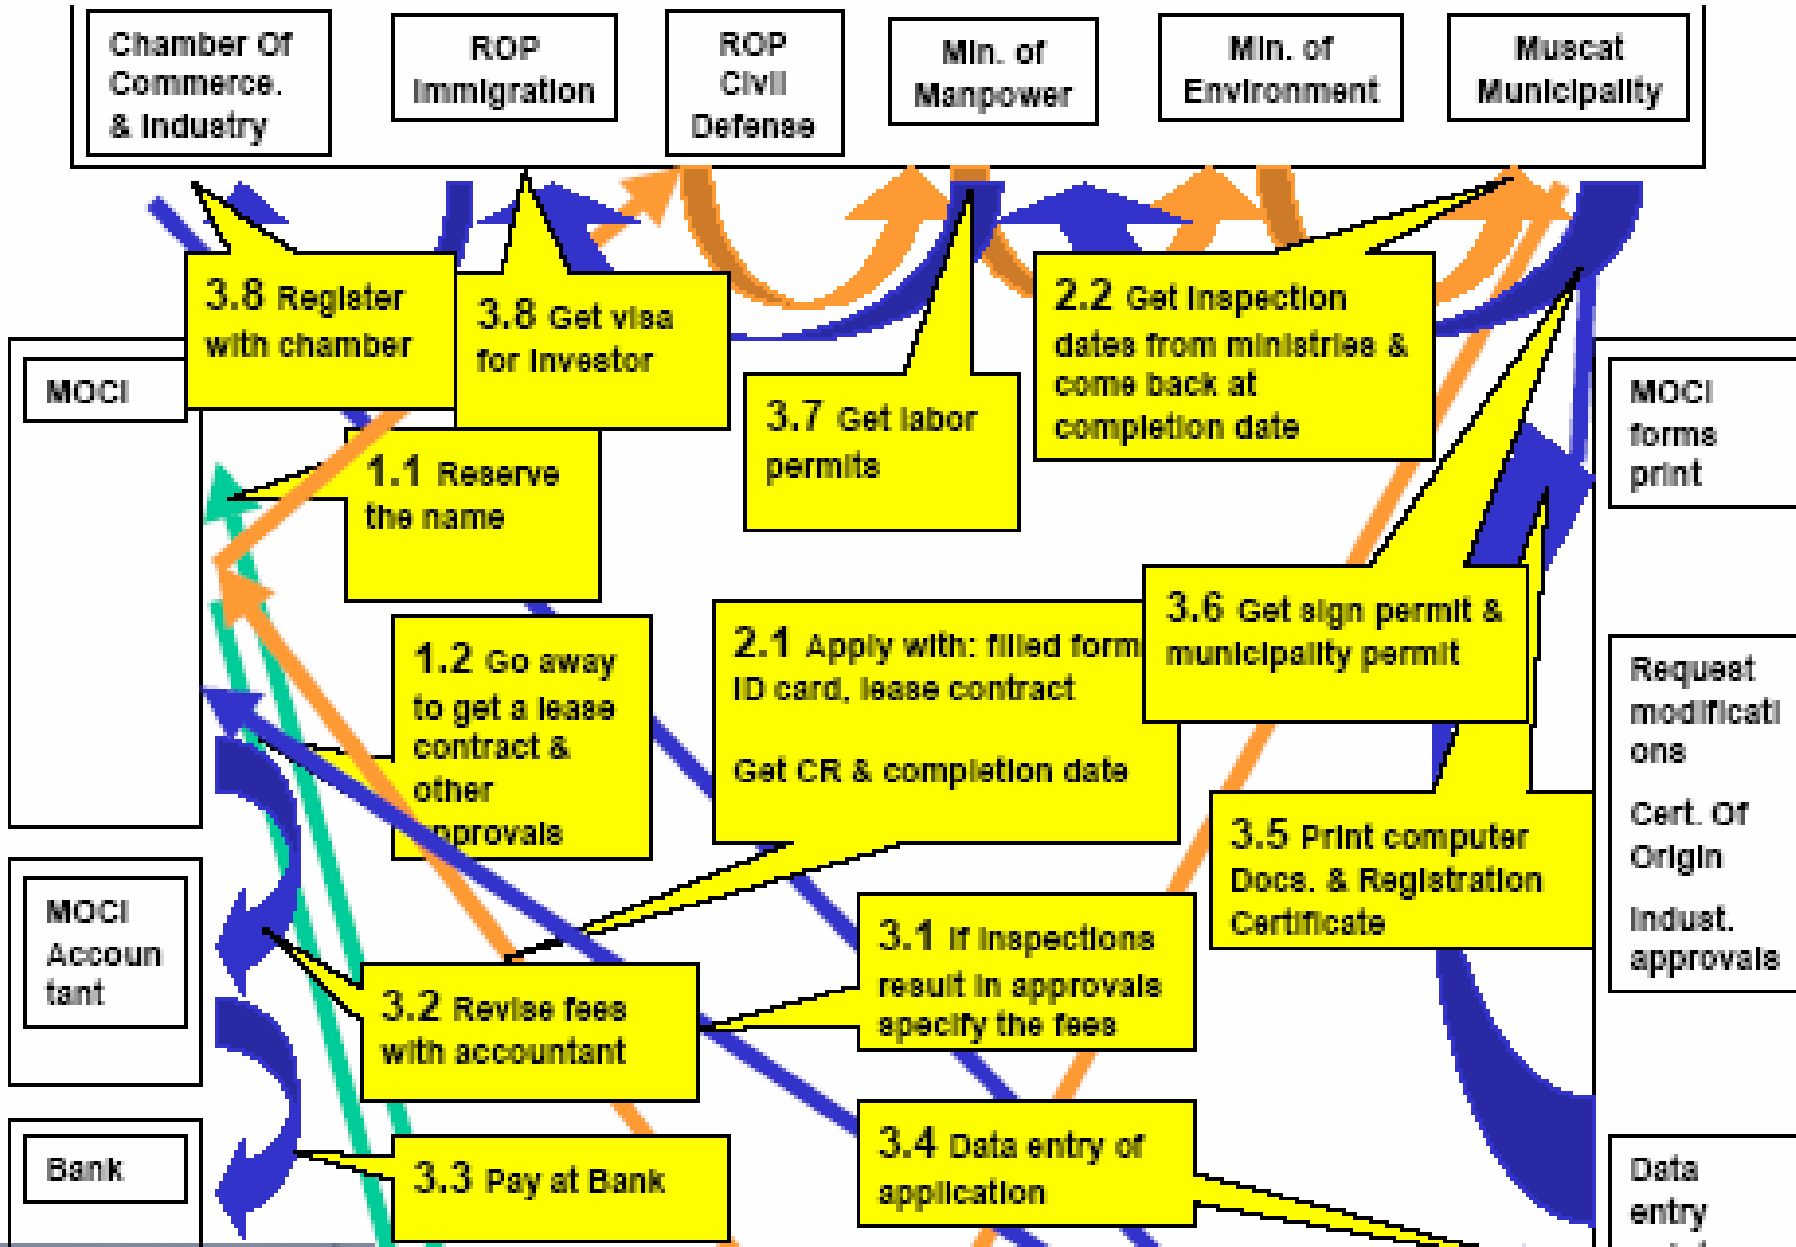 Chamber Of
Commerce.
& Industry
ROP
Immigration
ROP
Civil
Defense
Min. of
Manpower
Min. of
Environment
Muscat
Municipality
3.8 Register
with chamber
3.8 Get visa
for Investor
3.7 Get labor
permits
2.2 Get Inspection
dates from ministries &
come back at
completion date
MOCI
MOCI
forms
print
1.1 Reserve
the name
1.2 Go away
to get a lease
contract &
other
approvals
2.1 Apply with: filled form
ID card, lease contract
Get CR & completion date
3.6 Get sign permit &
municipality permit
Request
modificati
ons
Cert. Of
Origin
Indust.
approvals
3.5 Print computer
Docs. & Registration
Certificate
MOCI
Accoun
tant
3.1 If Inspections
result in approvals
specify the fees
3.2 Revise fees
with accountant
Bank
3.3 Pay at Bank
3.4 Data entry of
application
Data
entry